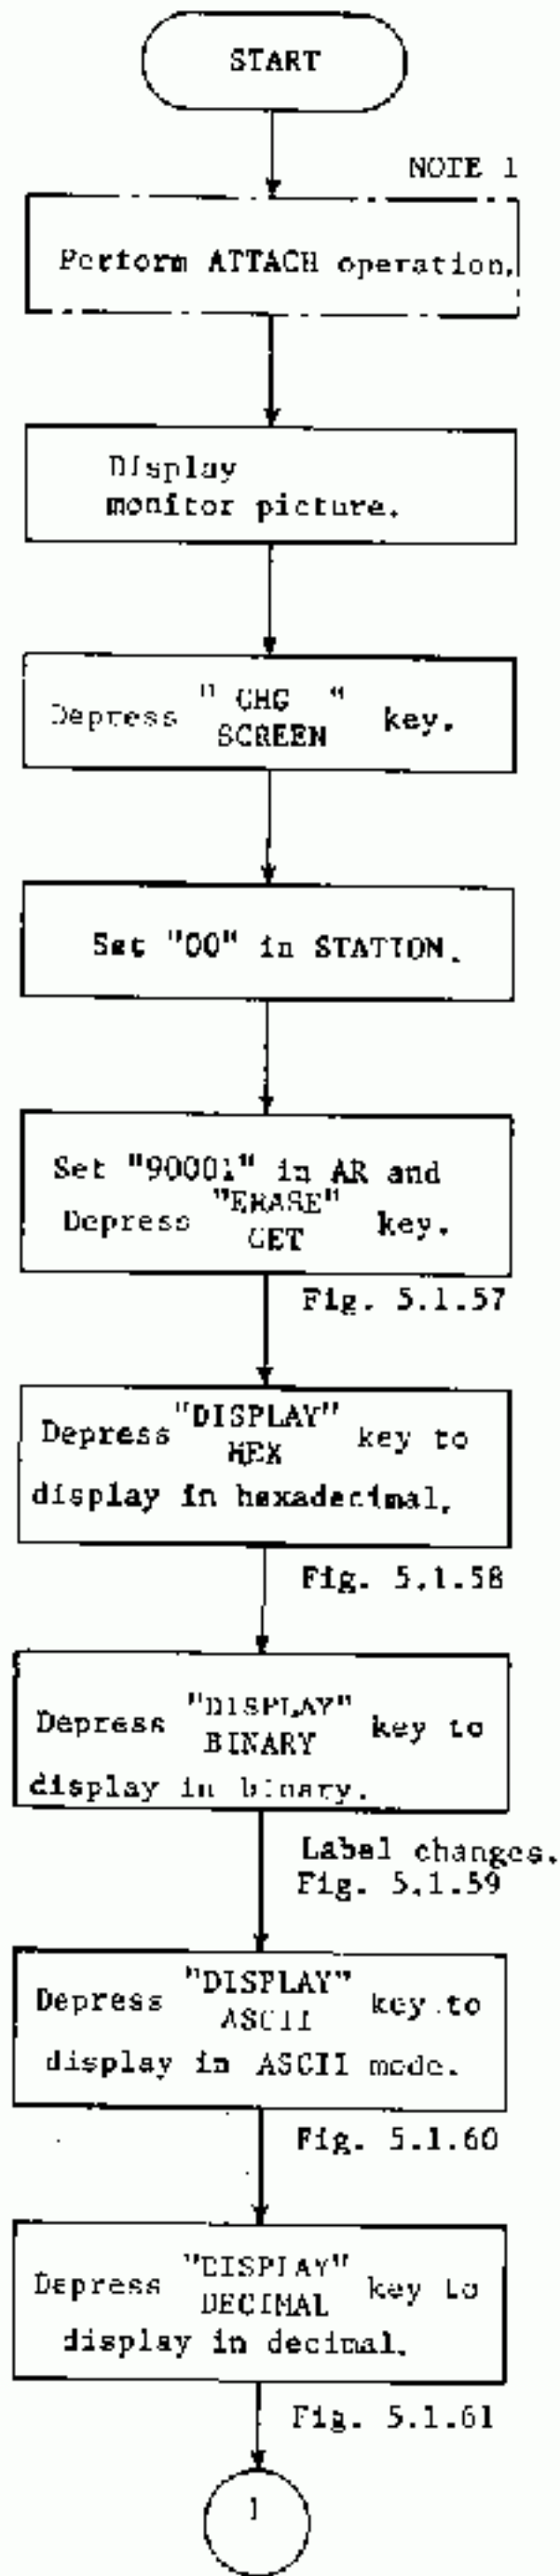 START
NOTE 1
Perform ATTACH operation.
Display
monitor picture.
Depress " CHG " key.
SCREEN
Set "00" in STATION.
Set "90001" in AR and
Depress "ERASE" key.
GET
Fig. 5.1.57
Depress "DISPLAY" key to
HEX
display in hexadecimal.
Fig. 5.1.58
Depress "DISPLAY" key to
BINARY
display in binary.
Label changes.
Fig. 5.1.59
Depress "DISPLAY" key to
ASCII
display in ASCII mode.
Fig. 5.1.60
Depress "DISPLAY" key to
DECIMAL
display in decimal.
Fig. 5.1.61
1